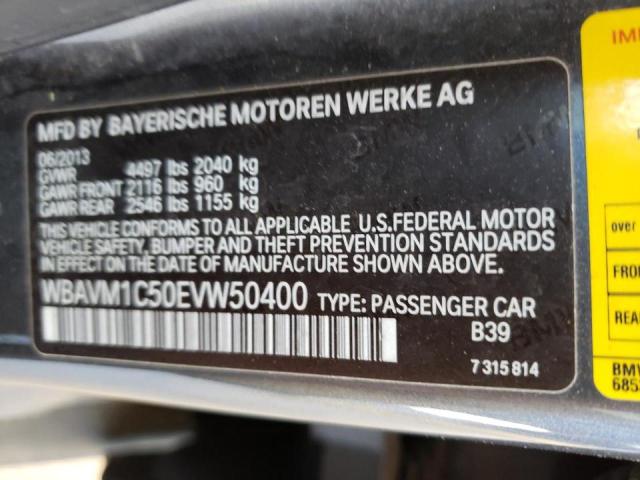 MFD BY BAYERISCHE MOTOREN WERKE AG
06/2013
GVWR 4497 lbs 2040 kg
GAWR FRONT 2116 lbs 960 kg
GAWR REAR 2546 lbs 1155 kg
THIS VEHICLE CONFORMS TO ALL APPLICABLE U.S.FEDERAL MOTOR
VEHICLE SAFETY, BUMPER AND THEFT PREVENTION STANDARDS
IN EFFECT ON THE DATE OF MANUFACTURE SHOWN ABOVE.
WBAVM1C50EVW50400 TYPE: PASSENGER CAR
B39
7 315 814
over
BMW